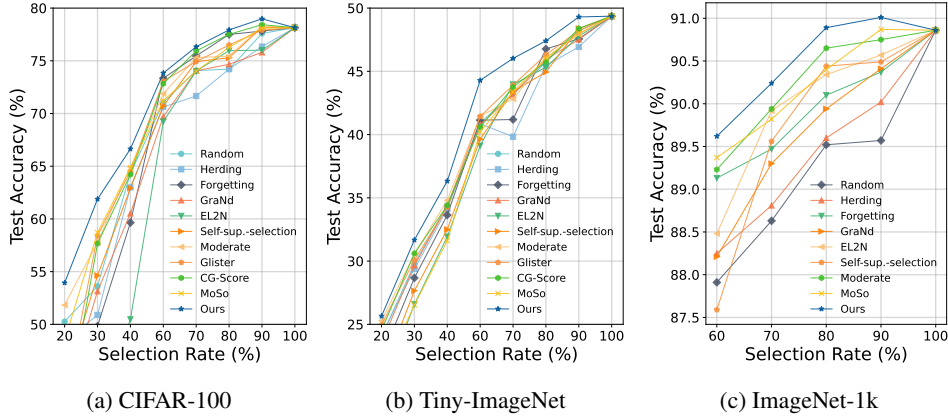 80
75
70
65
60
55
50
Test Accuracy (%)
Random
Herding
Forgetting
GraNd
EL2N
Self-sup.-selection
Moderate
Glister
CG-Score
MoSo
Ours
20 30 40 50 60 70 80 90 100
Selection Rate (%)
(a) CIFAR-100
50
45
40
35
30
25
Test Accuracy (%)
Random
Herding
Forgetting
GraNd
EL2N
Self-sup.-selection
Moderate
Glister
CG-Score
MoSo
Ours
20 30 40 50 60 70 80 90 100
Selection Rate (%)
(b) Tiny-ImageNet
91.0
90.5
90.0
89.5
89.0
88.5
88.0
87.5
Test Accuracy (%)
Random
Herding
Forgetting
GraNd
EL2N
Self-sup.-selection
Moderate
MoSo
Ours
60 70 80 90 100
Selection Rate (%)
(c) ImageNet-1k